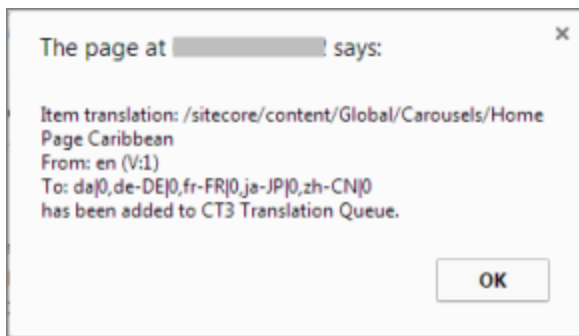 The page at says:
Item translation: /sitecore/content/Global/Carousels/Home
Page Caribbean
From: en (V:1)
To: da|0,de-DE|0,fr-FR|0,ja-JP|0,zh-CN|0
has been added to CT3 Translation Queue.
OK